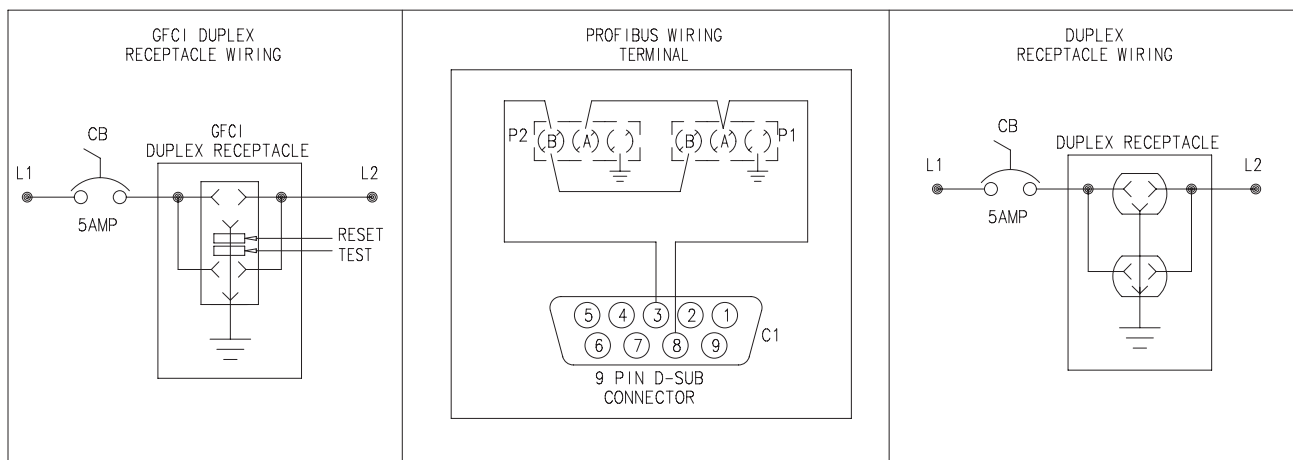 GFCI DUPLEX
RECEPTACLE WIRING
CB
GFCI
DUPLEX RECEPTACLE
L1
L2
5AMP
RESET
TEST
PROFIBUS WIRING
TERMINAL
P2 B A B A P1
5 4 3 2 1
C1
6 7 8 9
9 PIN D-SUB
CONNECTOR
DUPLEX
RECEPTACLE WIRING
CB
DUPLEX RECEPTACLE
L1
L2
5AMP